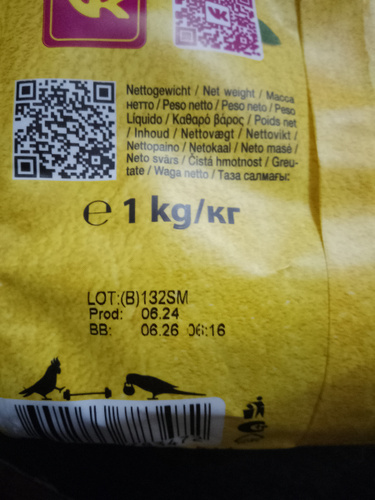 Nettogewicht / Net weight / Масса
нетто / Peso netto / Peso neto / Peso
Líquido / Καθαρό βάρος / Poids net
/ Inhoud / Nettovægt / Nettovikt /
Nettopaino / Netokaal / Neto masė /
Neto svars / Čistá hmotnost / Greu-
tate / Waga netto / Таза салмағы:
℮ 1 kg/кг
LOT:(B)132SM
Prod: 06.24
BB: 06.26 06:16